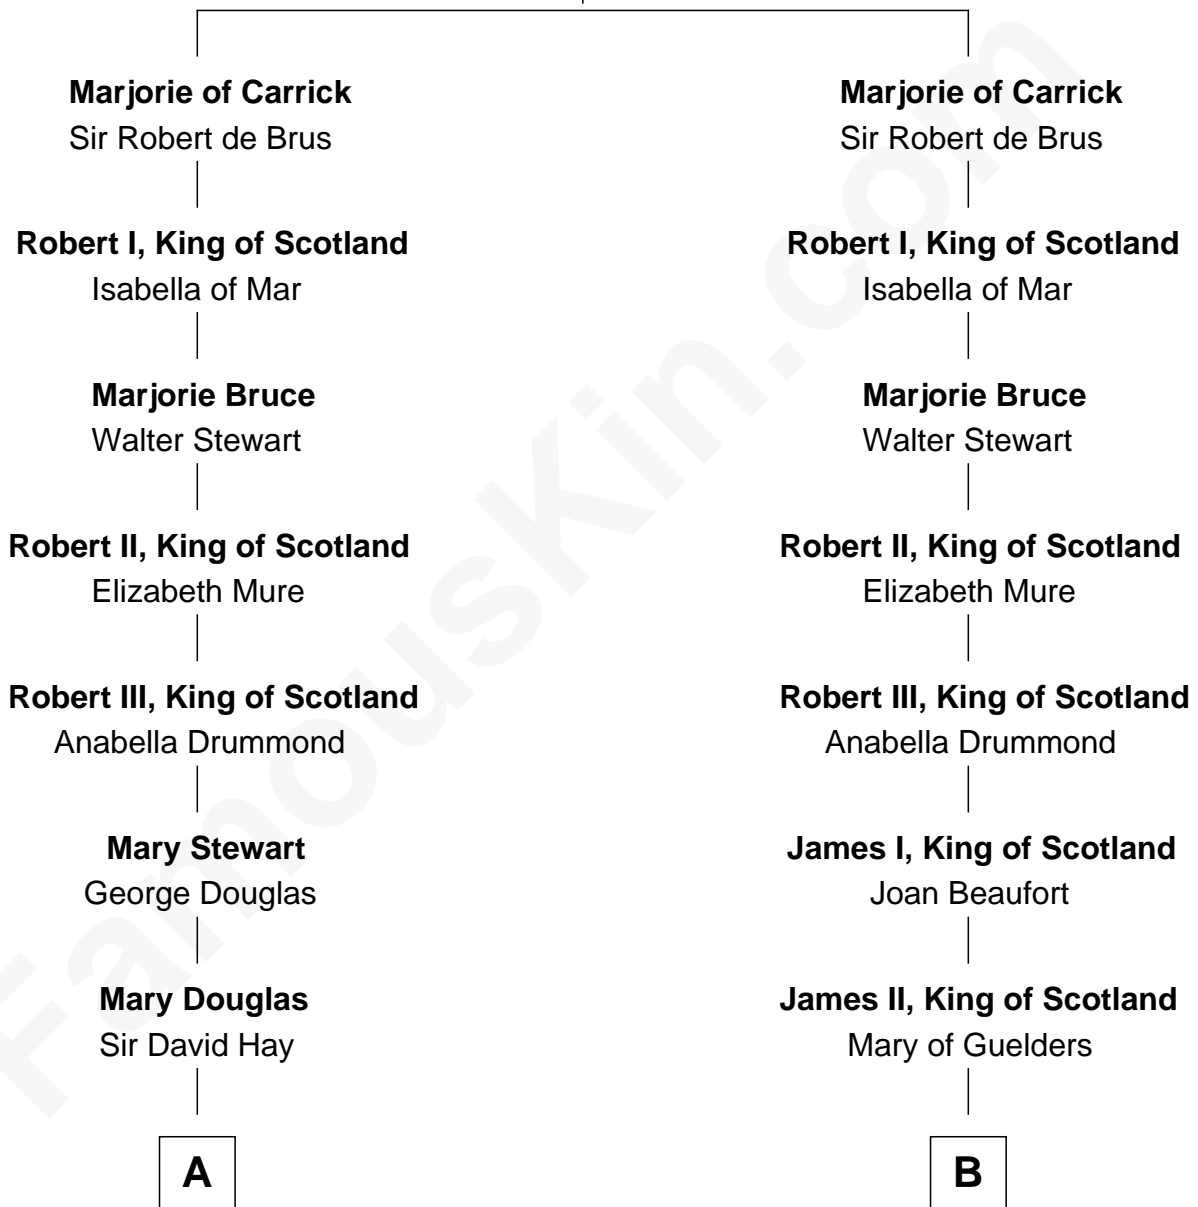 Marjorie of Carrick
Sir Robert de Brus
Robert I, King of Scotland
Isabella of Mar
Marjorie Bruce
Walter Stewart
Robert II, King of Scotland
Elizabeth Mure
Robert III, King of Scotland
Anabella Drummond
Mary Stewart
George Douglas
Mary Douglas
Sir David Hay
A
Marjorie of Carrick
Sir Robert de Brus
Robert I, King of Scotland
Isabella of Mar
Marjorie Bruce
Walter Stewart
Robert II, King of Scotland
Elizabeth Mure
Robert III, King of Scotland
Anabella Drummond
James I, King of Scotland
Joan Beaufort
James II, King of Scotland
Mary of Guelders
B
FamousKin.com